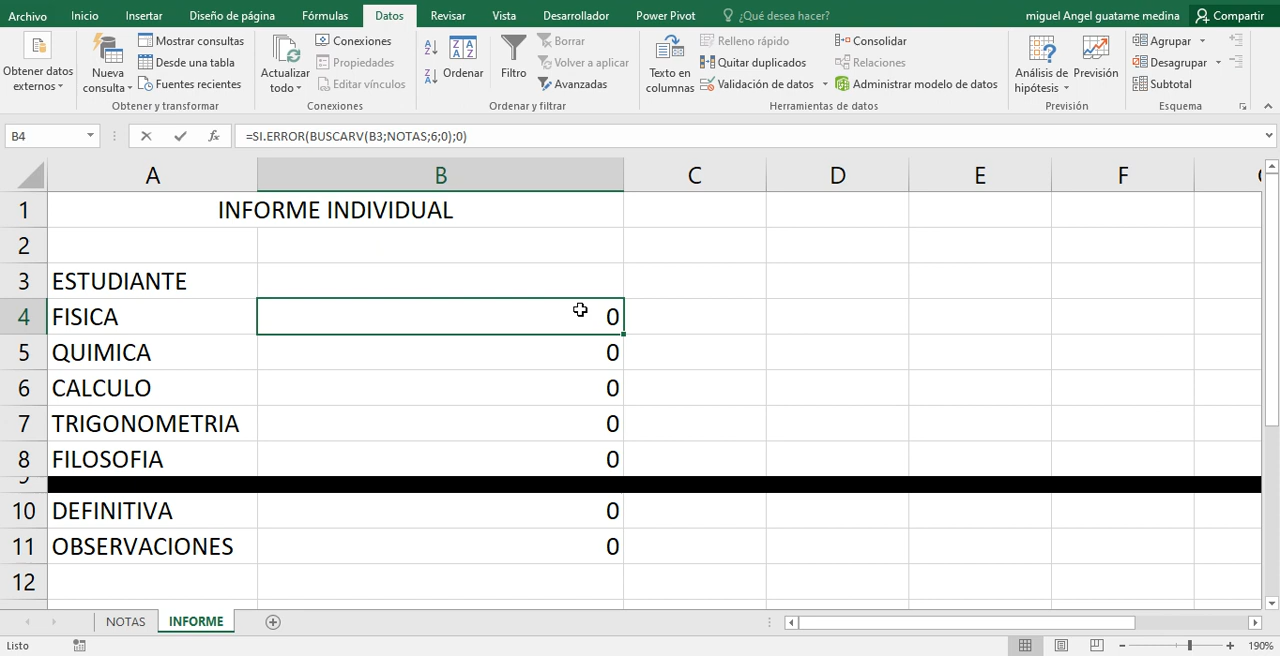 Archivo Inicio Insertar Diseño de página Fórmulas Datos Revisar Vista Desarrollador Power Pivot ¿Qué desea hacer? miguel Angel guatame medina Compartir
Obtener datos externos
Nueva consulta
Mostrar consultas
Desde una tabla
Fuentes recientes
Obtener y transformar
Actualizar todo
Conexiones
Propiedades
Editar vínculos
Conexiones
Ordenar
Filtro
Borrar
Volver a aplicar
Avanzadas
Ordenar y filtrar
Texto en columnas
Relleno rápido
Quitar duplicados
Validación de datos
Consolidar
Relaciones
Administrar modelo de datos
Herramientas de datos
Análisis de hipótesis
Previsión
Previsión
Agrupar
Desagrupar
Subtotal
Esquema
B4 fx =SI.ERROR(BUSCARV(B3;NOTAS;6;0);0)
A B C D E F
1 INFORME INDIVIDUAL
2
3 ESTUDIANTE
4 FISICA 0
5 QUIMICA 0
6 CALCULO 0
7 TRIGONOMETRIA 0
8 FILOSOFIA 0
10 DEFINITIVA 0
11 OBSERVACIONES 0
12
NOTAS INFORME
Listo 190%